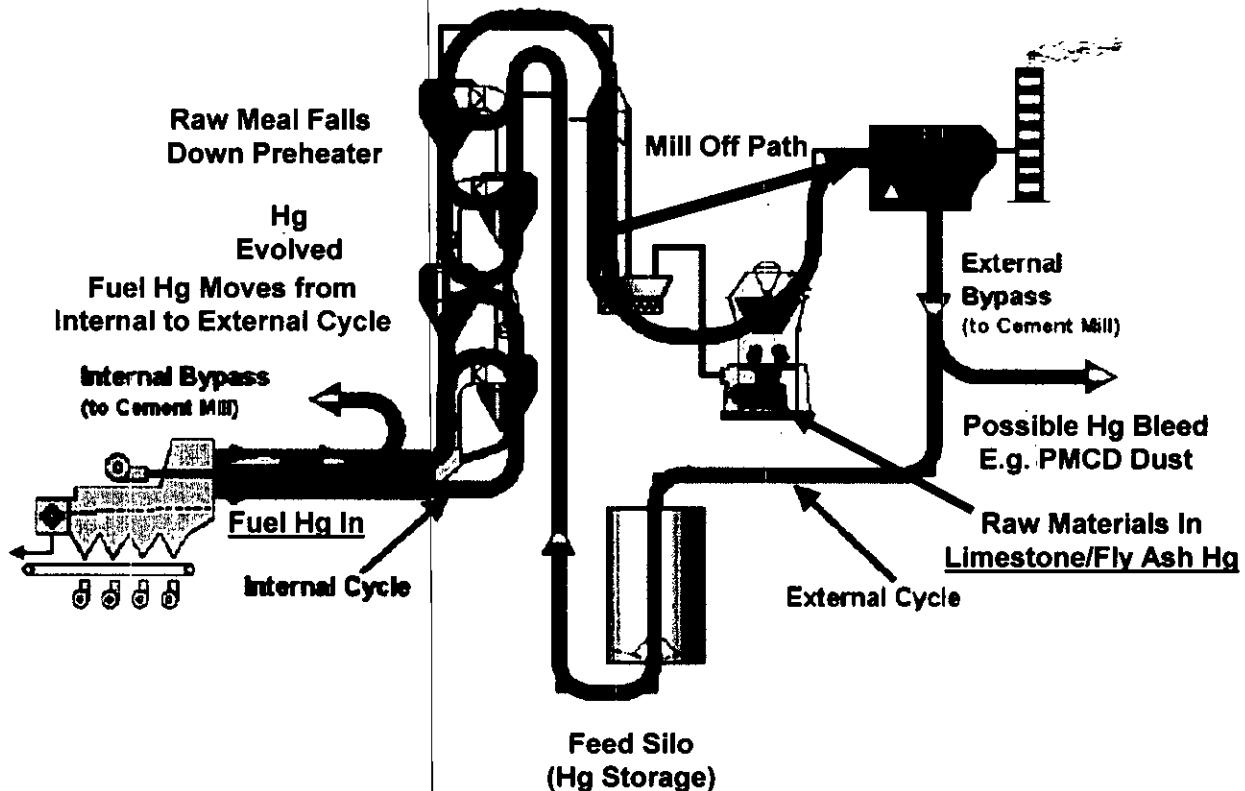 Raw Meal Falls
Down Preheater
Hg
Evolved
Fuel Hg Moves from
Internal to External Cycle
Internal Bypass
(to Cement Mill)
Fuel Hg In
Internal Cycle
Mill Off Path
External
Bypass
(to Cement Mill)
Possible Hg Bleed
E.g. PMCD Dust
Raw Materials In
Limestone/Fly Ash Hg
External Cycle
Feed Silo
(Hg Storage)